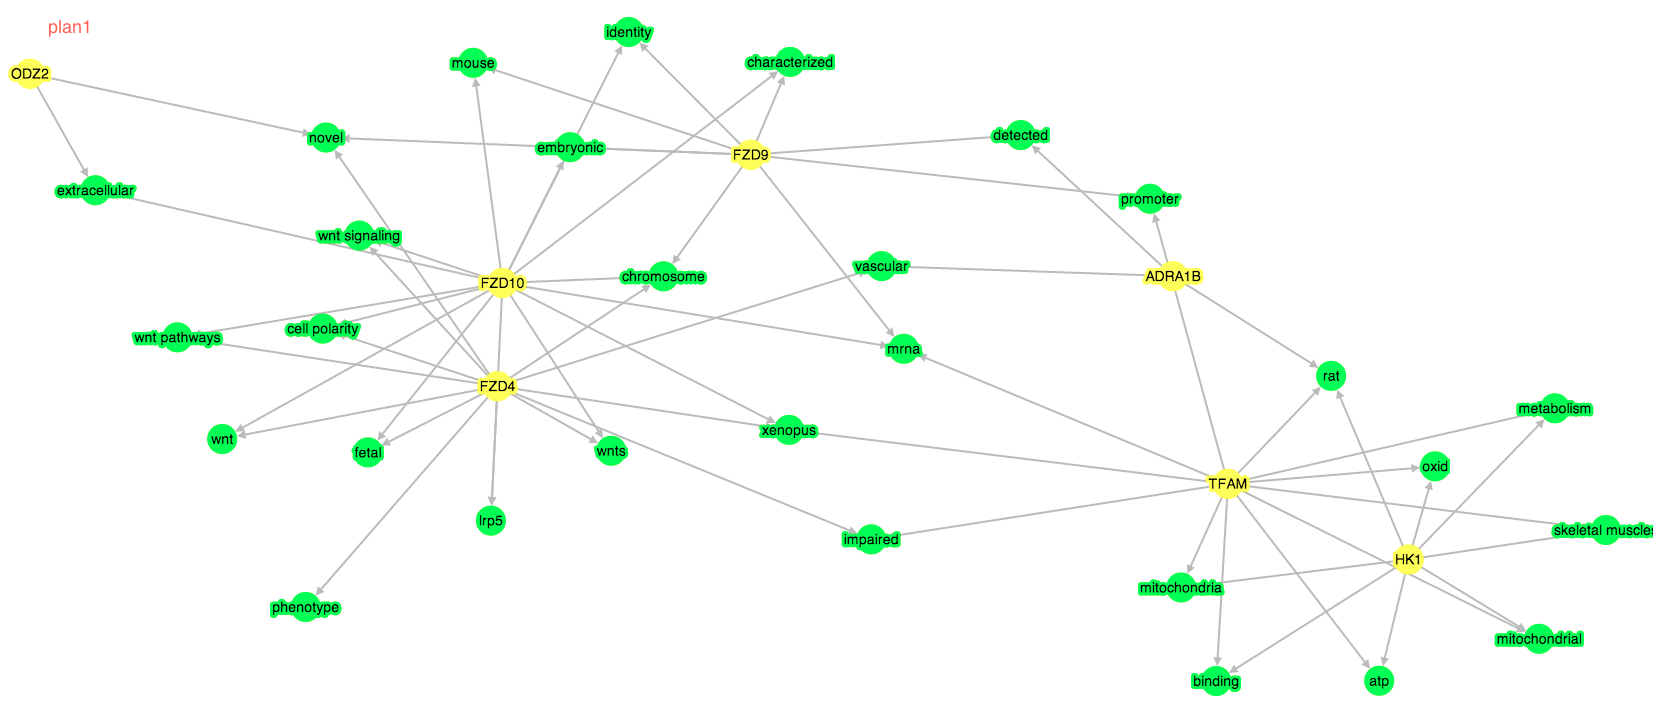 plan1
identity
mouse
characterized
ODZ2
novel
embryonic
FZD9
detected
extracellular
promoter
wnt signaling
FZD10
chromosome
vascular
ADRA1B
wnt pathways
cell polarity
mrna
FZD4
rat
metabolism
wnt
fetal
wnts
xenopus
oxid
TFAM
lrp5
impaired
skeletal muscles
HK1
mitochondria
phenotype
mitochondrial
binding
atp